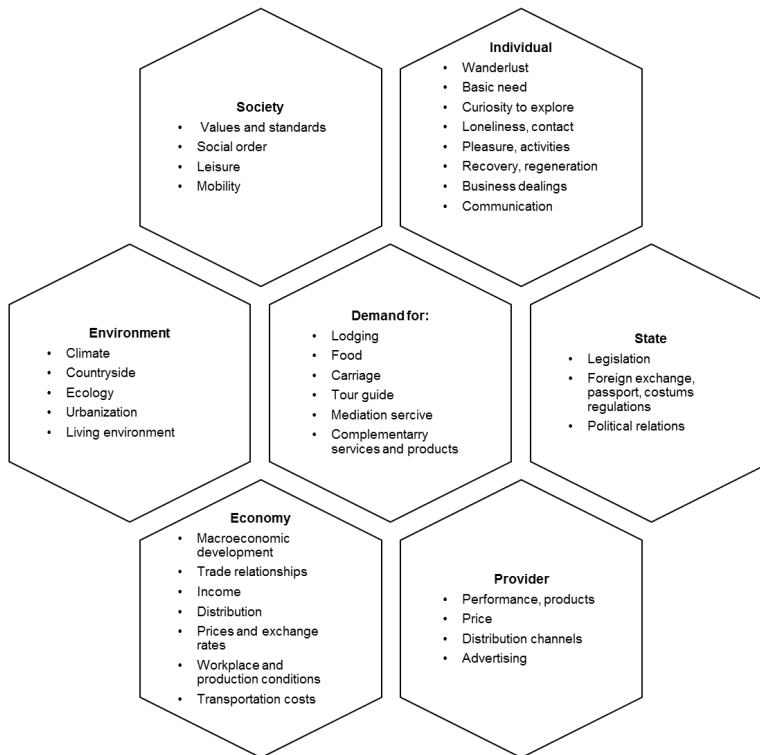 Society
• Values and standards
• Social order
• Leisure
• Mobility
Individual
• Wanderlust
• Basic need
• Curiosity to explore
• Loneliness, contact
• Pleasure, activities
• Recovery, regeneration
• Business dealings
• Communication
Environment
• Climate
• Countryside
• Ecology
• Urbanization
• Living environment
Demand for:
• Lodging
• Food
• Carriage
• Tour guide
• Mediation sercive
• Complementarry
services and products
State
• Legislation
• Foreign exchange,
passport, costums
regulations
• Political relations
Economy
• Macroeconomic
development
• Trade relationships
• Income
• Distribution
• Prices and exchange
rates
• Workplace and
production conditions
• Transportation costs
Provider
• Performance, products
• Price
• Distribution channels
• Advertising